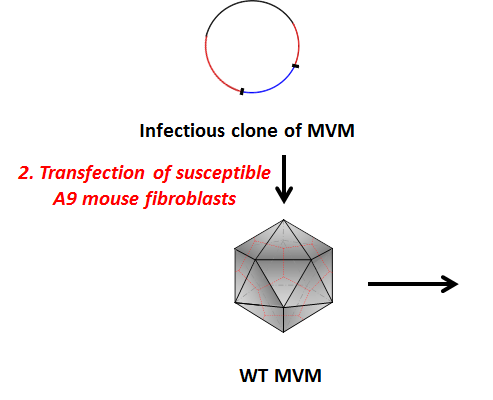 Infectious clone of MVM
2. Transfection of susceptible
A9 mouse fibroblasts
WT MVM